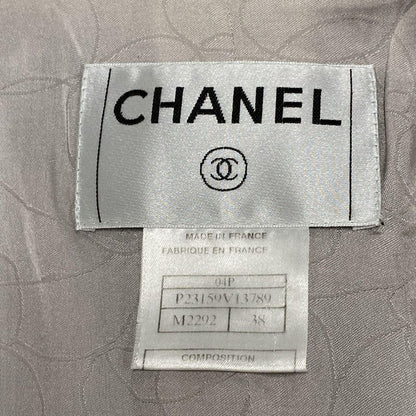 CHANEL
MADE IN FRANCE
FABRIQUE EN FRANCE
04P
P23159V13789
M2292 38
COMPOSITION